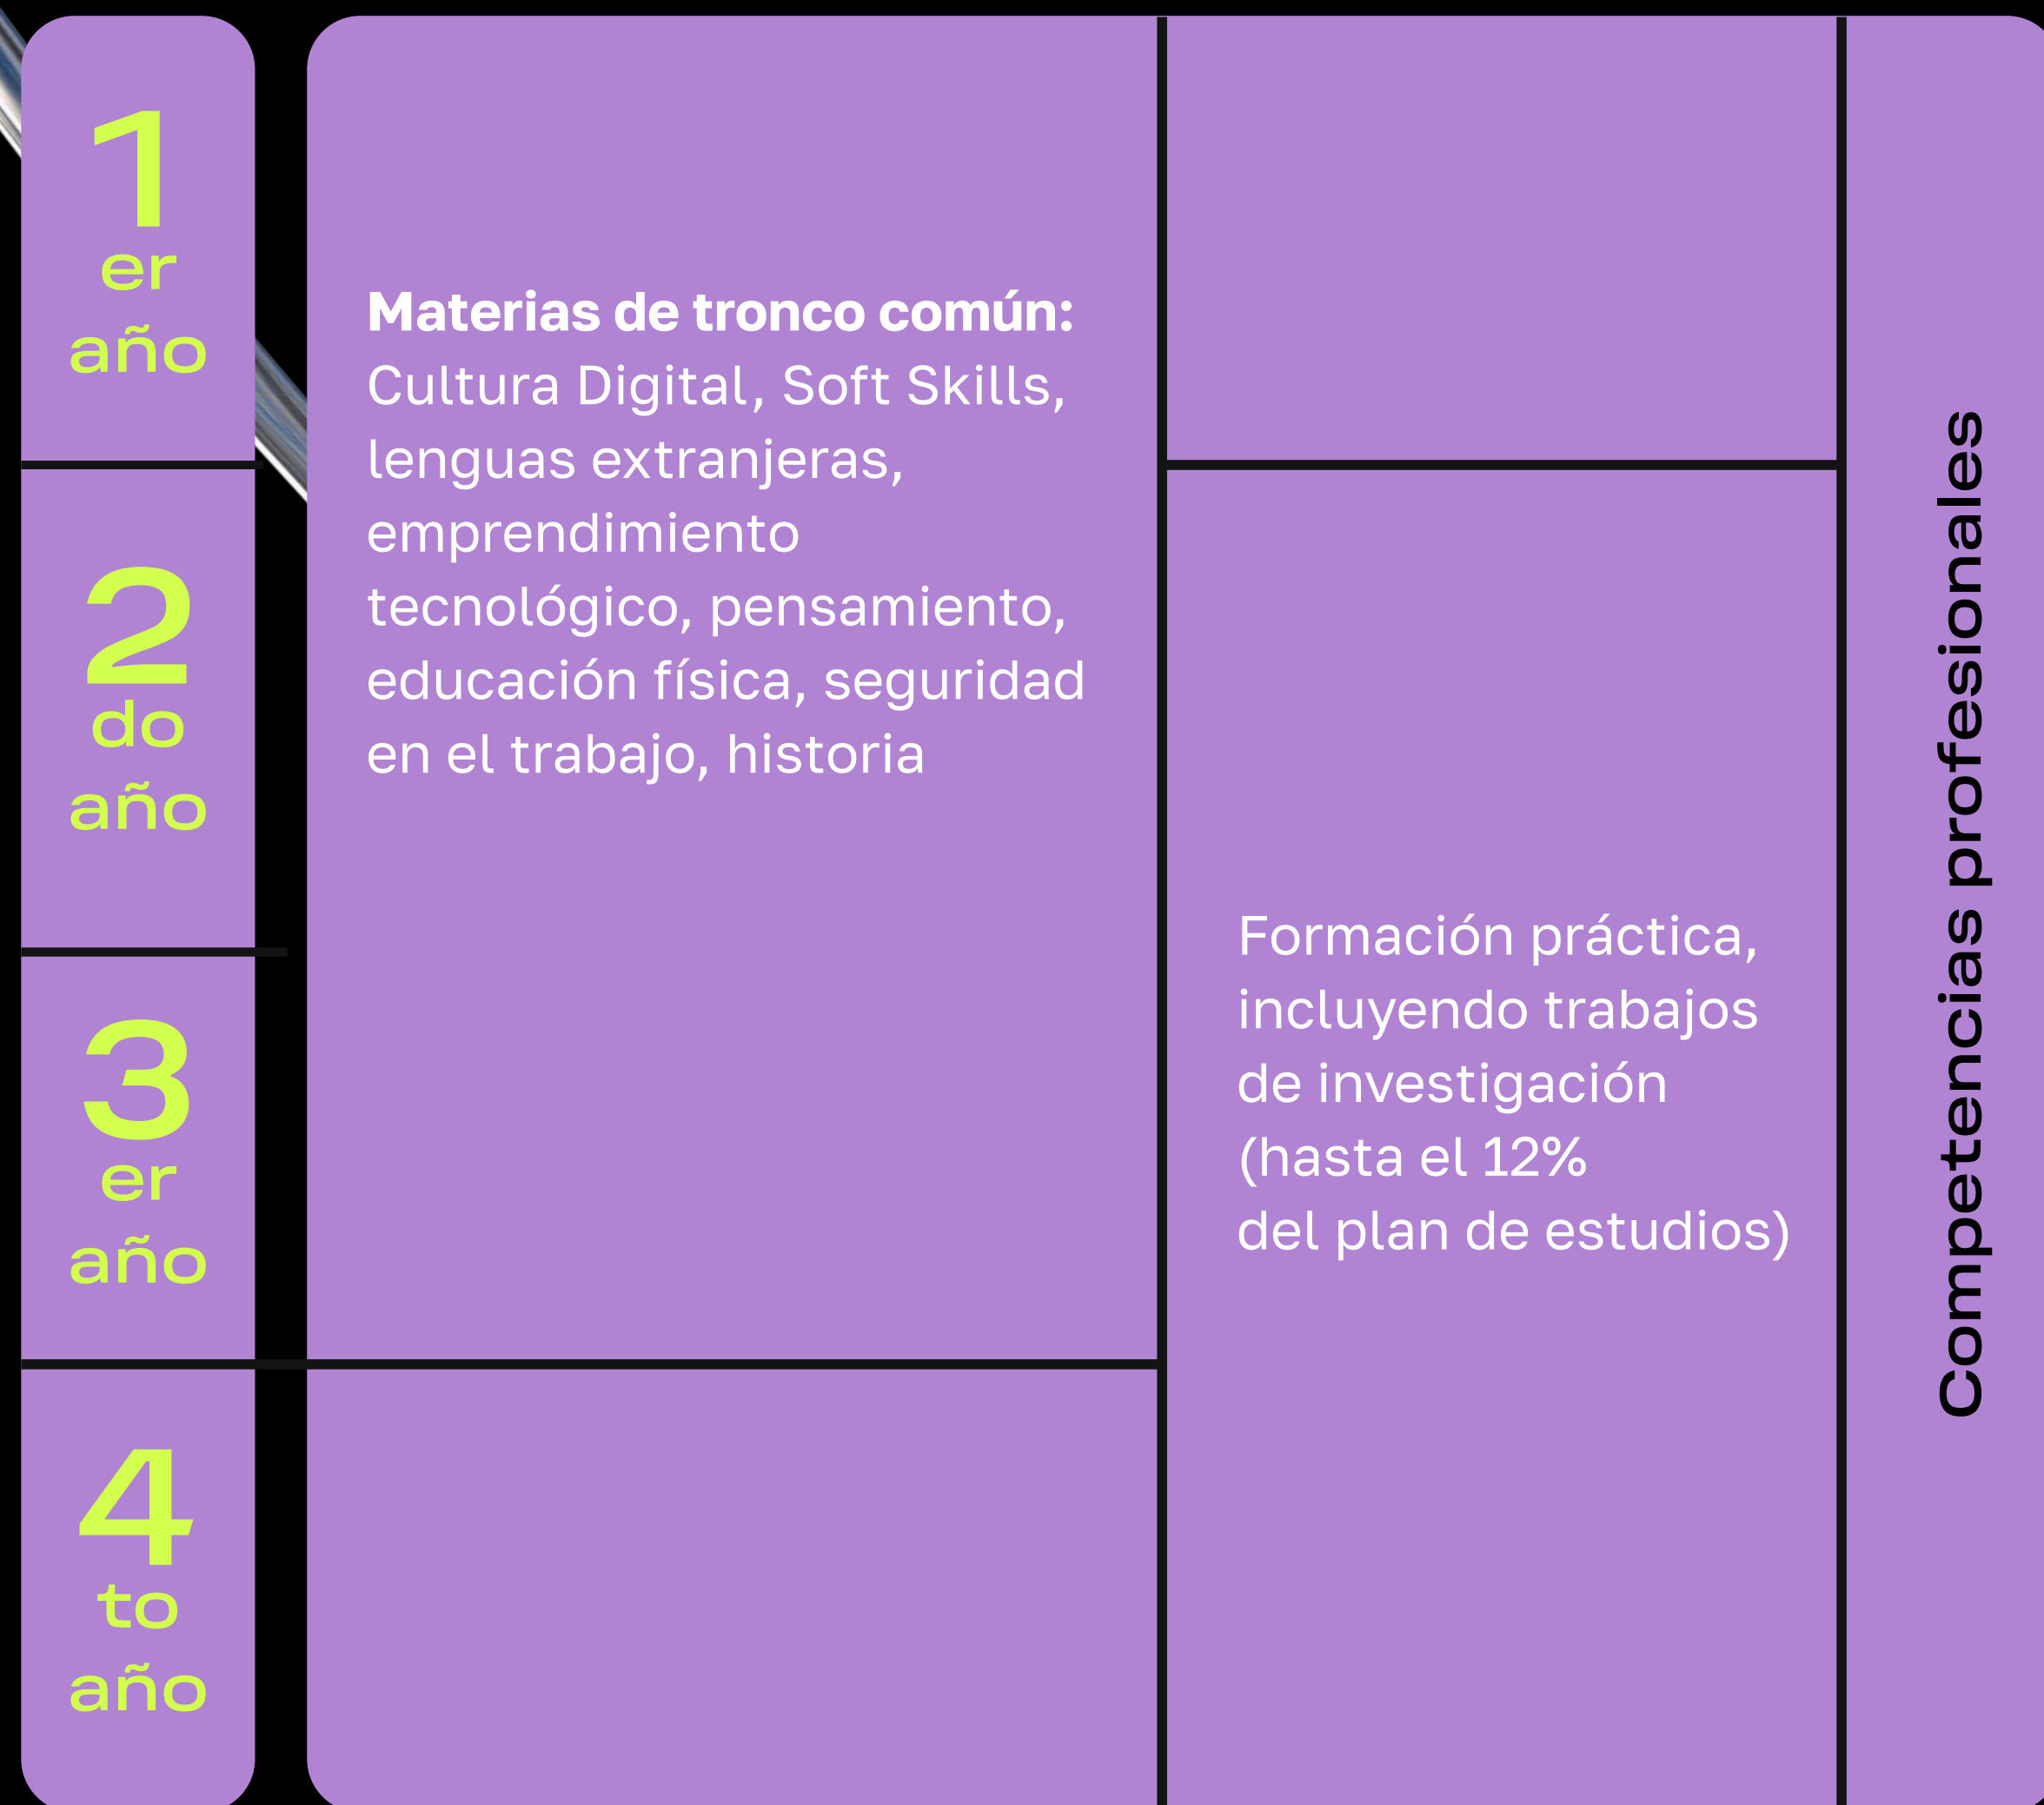 1
er
año
2
do
año
3
er
año
4
to
año
Materias de tronco común:
Cultura Digital, Soft Skills,
lenguas extranjeras,
emprendimiento
tecnológico, pensamiento,
educación física, seguridad
en el trabajo, historia
Formación práctica,
incluyendo trabajos
de investigación
(hasta el 12%
del plan de estudios)
Competencias profesionales